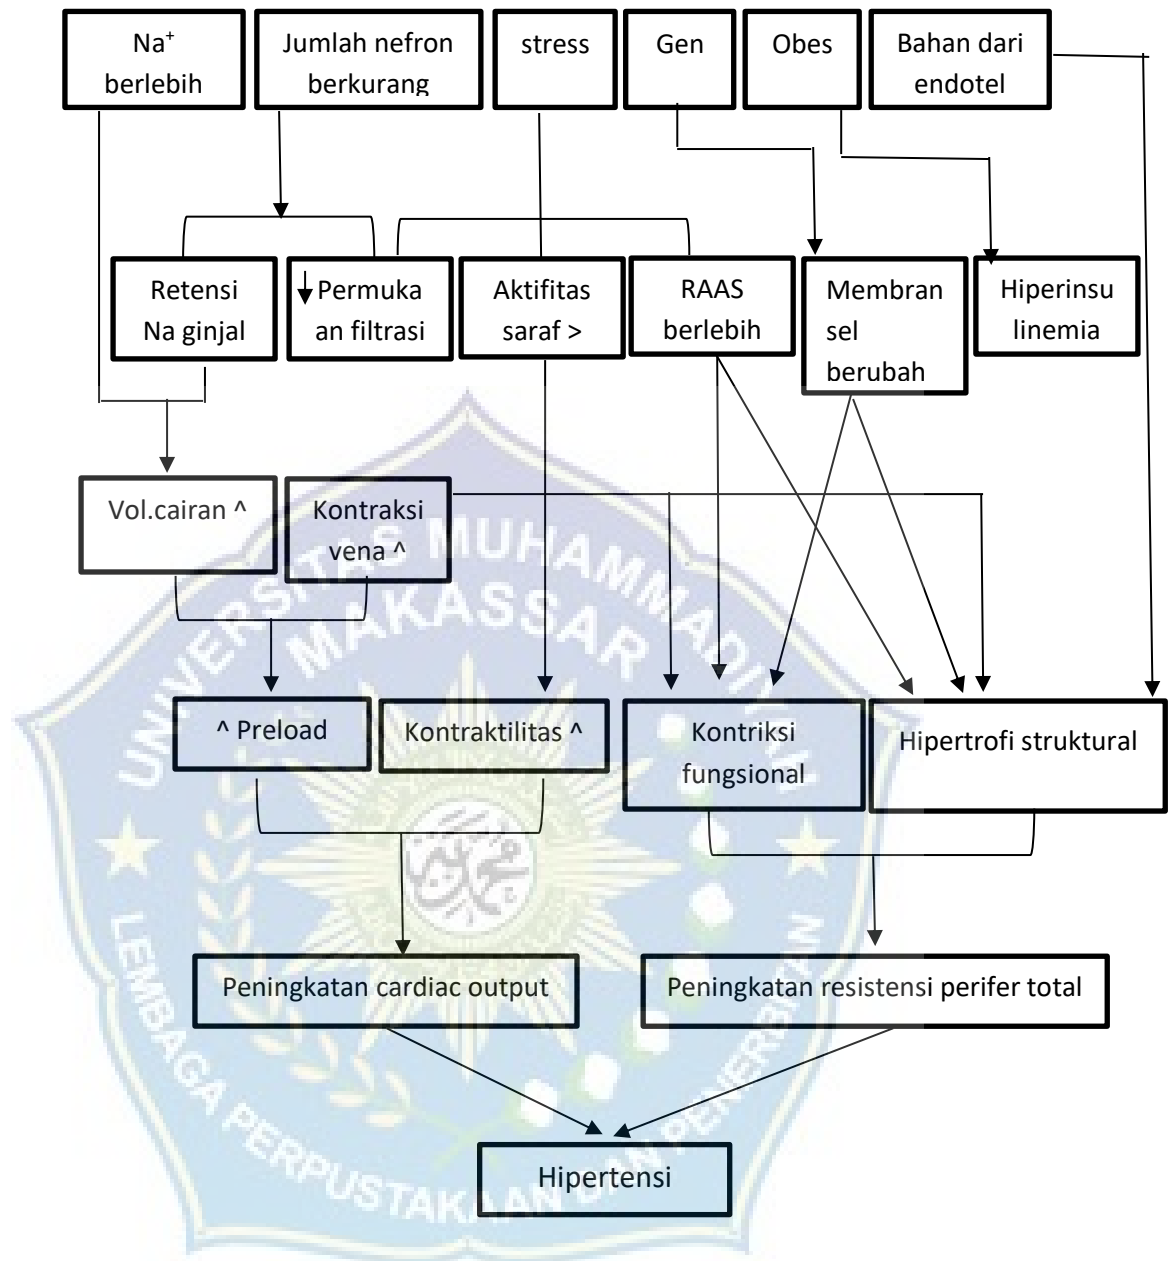 Na⁺
berlebih
Jumlah nefron
berkurang
stress
Gen
Obes
Bahan dari
endotel
Retensi
Na ginjal
Permuka
an filtrasi
Aktifitas
saraf >
RAAS
berlebih
Membran
sel
berubah
Hiperinsu
linemia
Vol.cairan ^
Kontraksi
vena ^
^ Preload
Kontraktilitas ^
Kontriksi
fungsional
Hipertrofi struktural
Peningkatan cardiac output
Peningkatan resistensi perifer total
Hipertensi
UNIVERSITAS MUHAMMADIYAH
MAKASSAR
LEMBAGA PERPUSTAKAAN DAN PENERBITAN